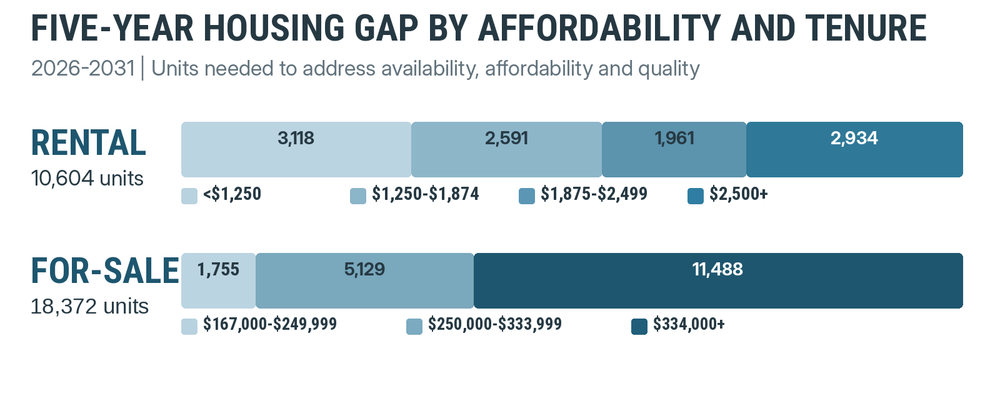 FIVE-YEAR HOUSING GAP BY AFFORDABILITY AND TENURE
2026-2031 | Units needed to address availability, affordability and quality
RENTAL
10,604 units
3,118 2,591 1,961 2,934
<$1,250 $1,250-$1,874 $1,875-$2,499 $2,500+
FOR-SALE
18,372 units
1,755 5,129 11,488
$167,000-$249,999 $250,000-$333,999 $334,000+